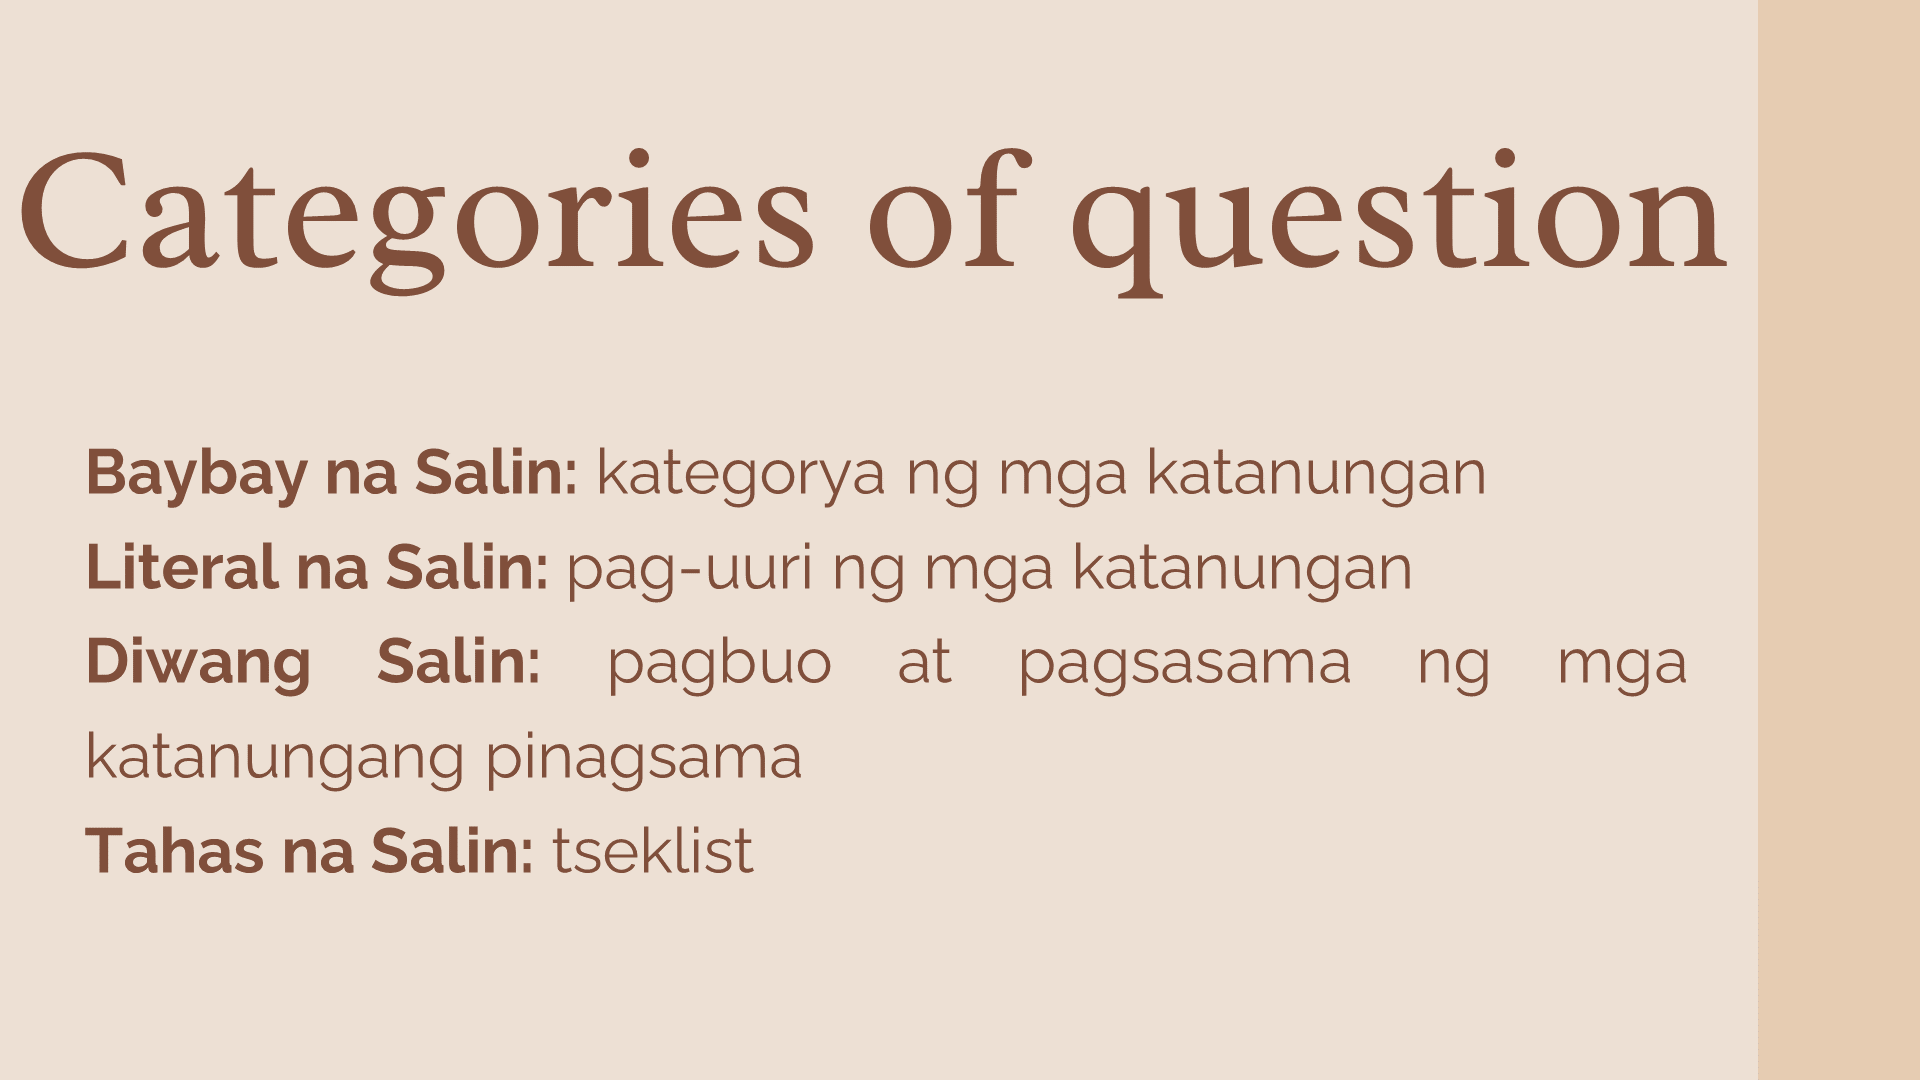 Categories of question
Baybay na Salin: kategorya ng mga katanungan
Literal na Salin: pag-uuri ng mga katanungan
Diwang Salin: pagbuo at pagsasama ng mga
katanungang pinagsama
Tahas na Salin: tseklist